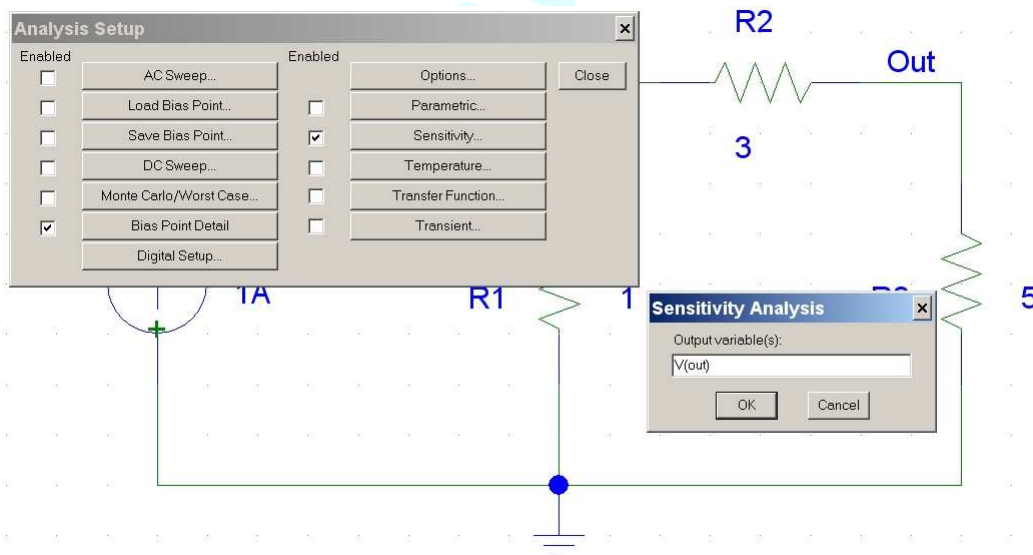 Analysis Setup
Enabled
Enabled
AC Sweep...
Options...
Close
Load Bias Point...
Parametric...
Save Bias Point...
Sensitivity...
DC Sweep...
Temperature...
Monte Carlo/Worst Case...
Transfer Function...
Bias Point Detail
Transient...
Digital Setup...
R2
Out
3
1A
R1
1
5
Sensitivity Analysis
Output variable(s):
V(out)
OK
Cancel